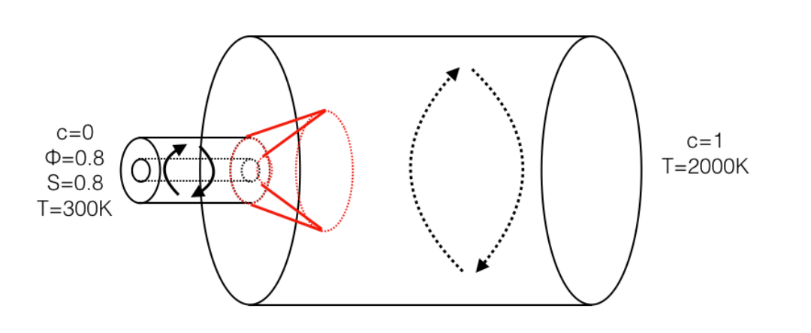 c=0
Φ=0.8
S=0.8
T=300K
c=1
T=2000K